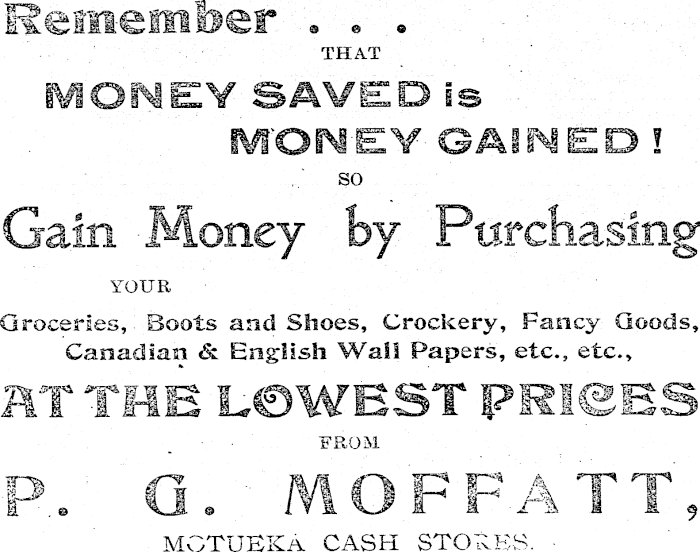 Remember . . .
THAT
MONEY SAVED is
MONEY GAINED!
SO
Gain Money by Purchasing
YOUR
Groceries, Boots and Shoes, Crockery, Fancy Goods,
Canadian & English Wall Papers, etc., etc.,
AT THE LOWEST PRICES
FROM
P. G. MOFFATT,
MOTUEKA CASH STORES.